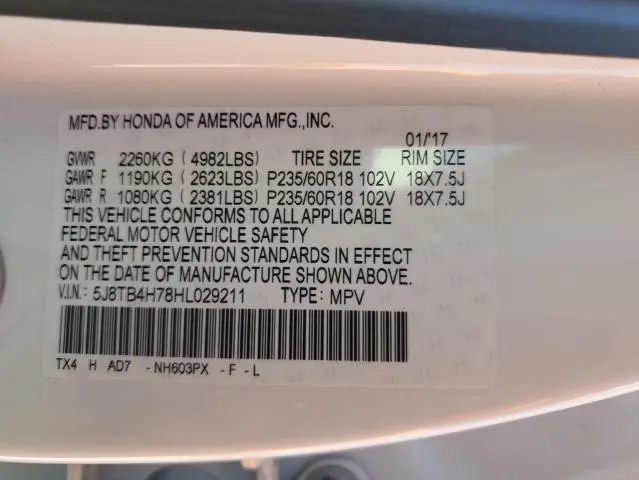 MFD.BY HONDA OF AMERICA MFG.,INC.
01/'17
GVWR 2260KG ( 4982LBS) TIRE SIZE RIM SIZE
GAWR F 1190KG ( 2623LBS) P235/60R18 102V 18X7.5J
GAWR R 1080KG ( 2381LBS) P235/60R18 102V 18X7.5J
THIS VEHICLE CONFORMS TO ALL APPLICABLE
FEDERAL MOTOR VEHICLE SAFETY
AND THEFT PREVENTION STANDARDS IN EFFECT
ON THE DATE OF MANUFACTURE SHOWN ABOVE.
V.I.N.: 5J8TB4H78HL029211 TYPE: MPV
TX4 H AD7 -NH603PX -F -L